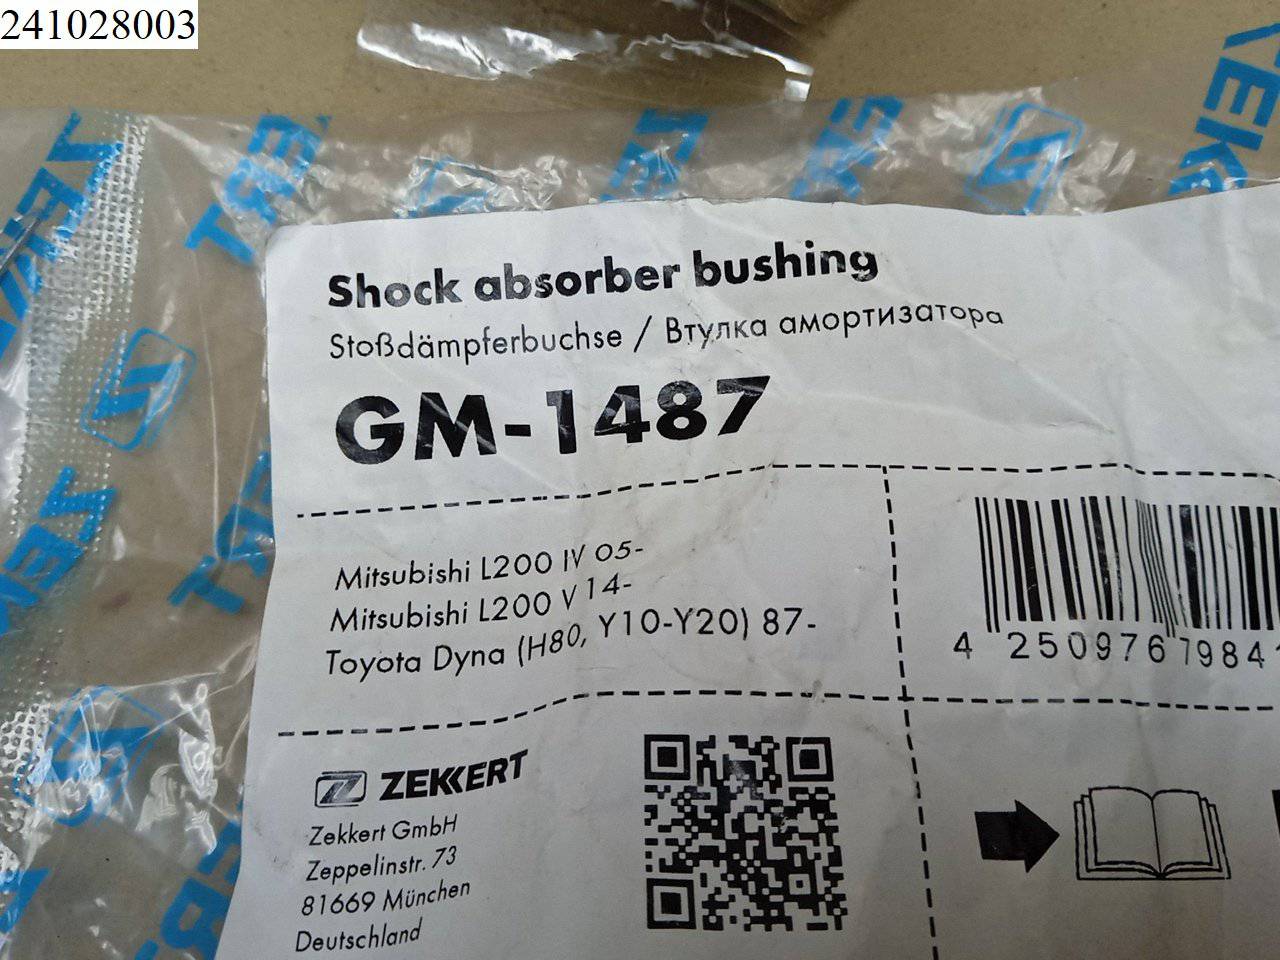 241028003
Shock absorber bushing
Stoßdämpferbuchse / Втулка амортизатора
GM-1487
Mitsubishi L200 IV 05-
Mitsubishi L200 V 14-
Toyota Dyna (H80, Y10-Y20) 87-
4 250976 7984
ZEKKERT
Zekkert GmbH
Zeppelinstr. 73
81669 München
Deutschland